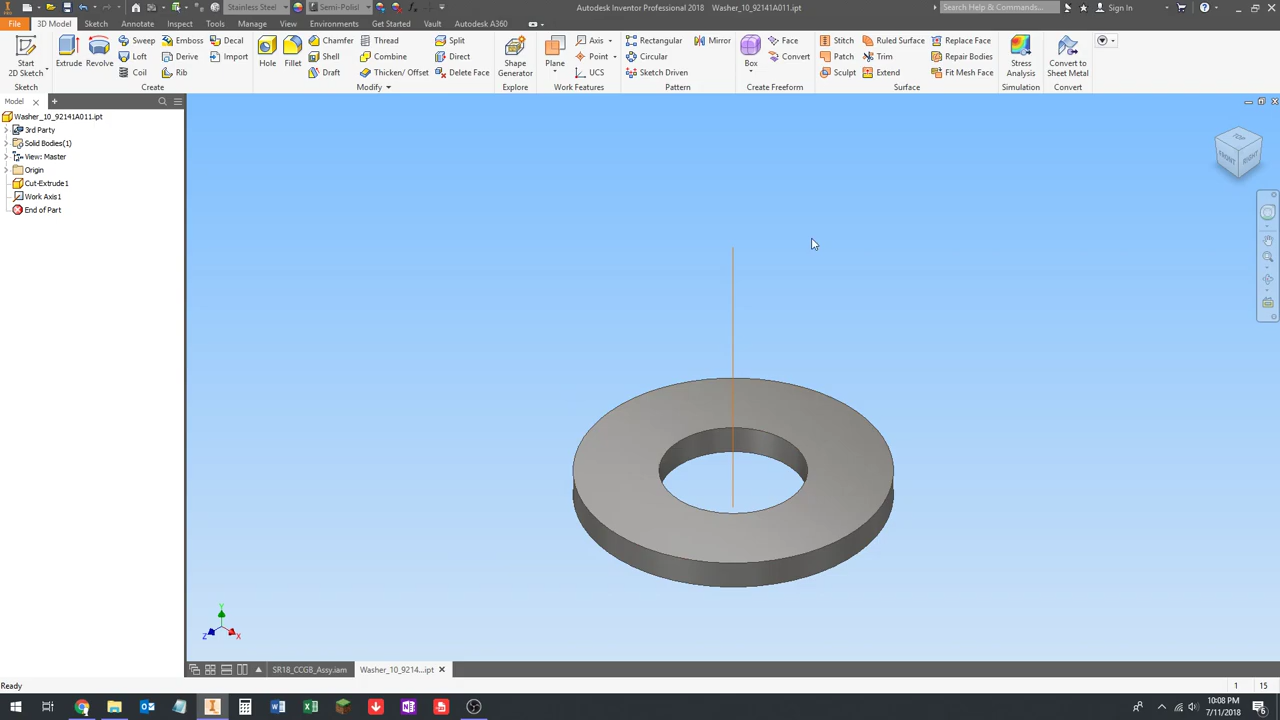 Stainless Steel
Semi-Polis
Autodesk Inventor Professional 2018 Washer_10_92141A011.ipt
Search Help & Commands...
Sign In
File
3D Model
Sketch
Annotate
Inspect
Tools
Manage
View
Environments
Get Started
Vault
Autodesk A360
Start
2D Sketch
Extrude
Revolve
Sweep
Loft
Coil
Emboss
Derive
Rib
Decal
Import
Hole
Fillet
Chamfer
Shell
Draft
Thread
Combine
Thicken/ Offset
Split
Direct
Delete Face
Shape
Generator
Plane
Axis
Point
UCS
Rectangular
Circular
Sketch Driven
Mirror
Box
Face
Convert
Stitch
Patch
Sculpt
Ruled Surface
Trim
Extend
Replace Face
Repair Bodies
Fit Mesh Face
Stress
Analysis
Convert to
Sheet Metal
Sketch
Create
Modify
Explore
Work Features
Pattern
Create Freeform
Surface
Simulation
Convert
Model
Washer_10_92141A011.ipt
3rd Party
Solid Bodies(1)
View: Master
Origin
Cut-Extrude1
Work Axis1
End of Part
TOP
FRONT
RIGHT
Y
Z
X
SR18_CCGB_Assy.iam
Washer_10_9214...ipt
Ready
1
15
10:08 PM
7/11/2018
6